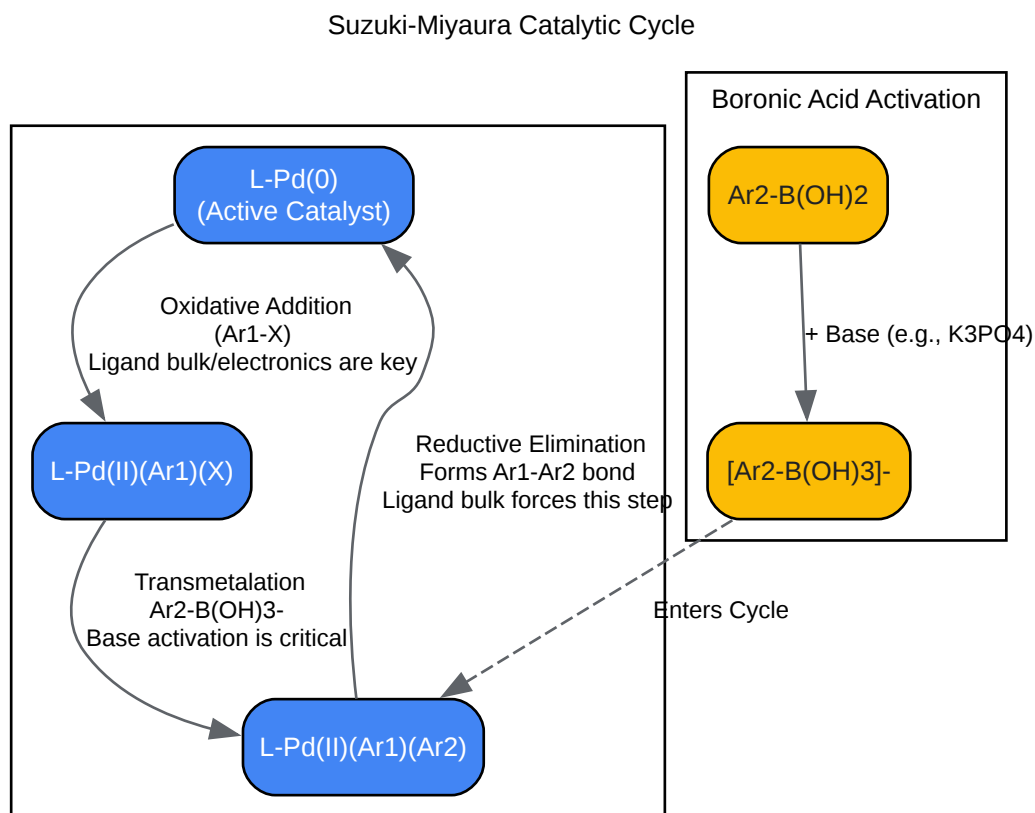 Suzuki-Miyaura Catalytic Cycle
Boronic Acid Activation
L-Pd(0)
(Active Catalyst)
Ar2-B(OH)2
Oxidative Addition
(Ar1-X)
Ligand bulk/electronics are key
+ Base (e.g., K3PO4)
L-Pd(II)(Ar1)(X)
Reductive Elimination
Forms Ar1-Ar2 bond
Ligand bulk forces this step
[Ar2-B(OH)3]-
Transmetalation
Ar2-B(OH)3-
Base activation is critical
Enters Cycle
L-Pd(II)(Ar1)(Ar2)